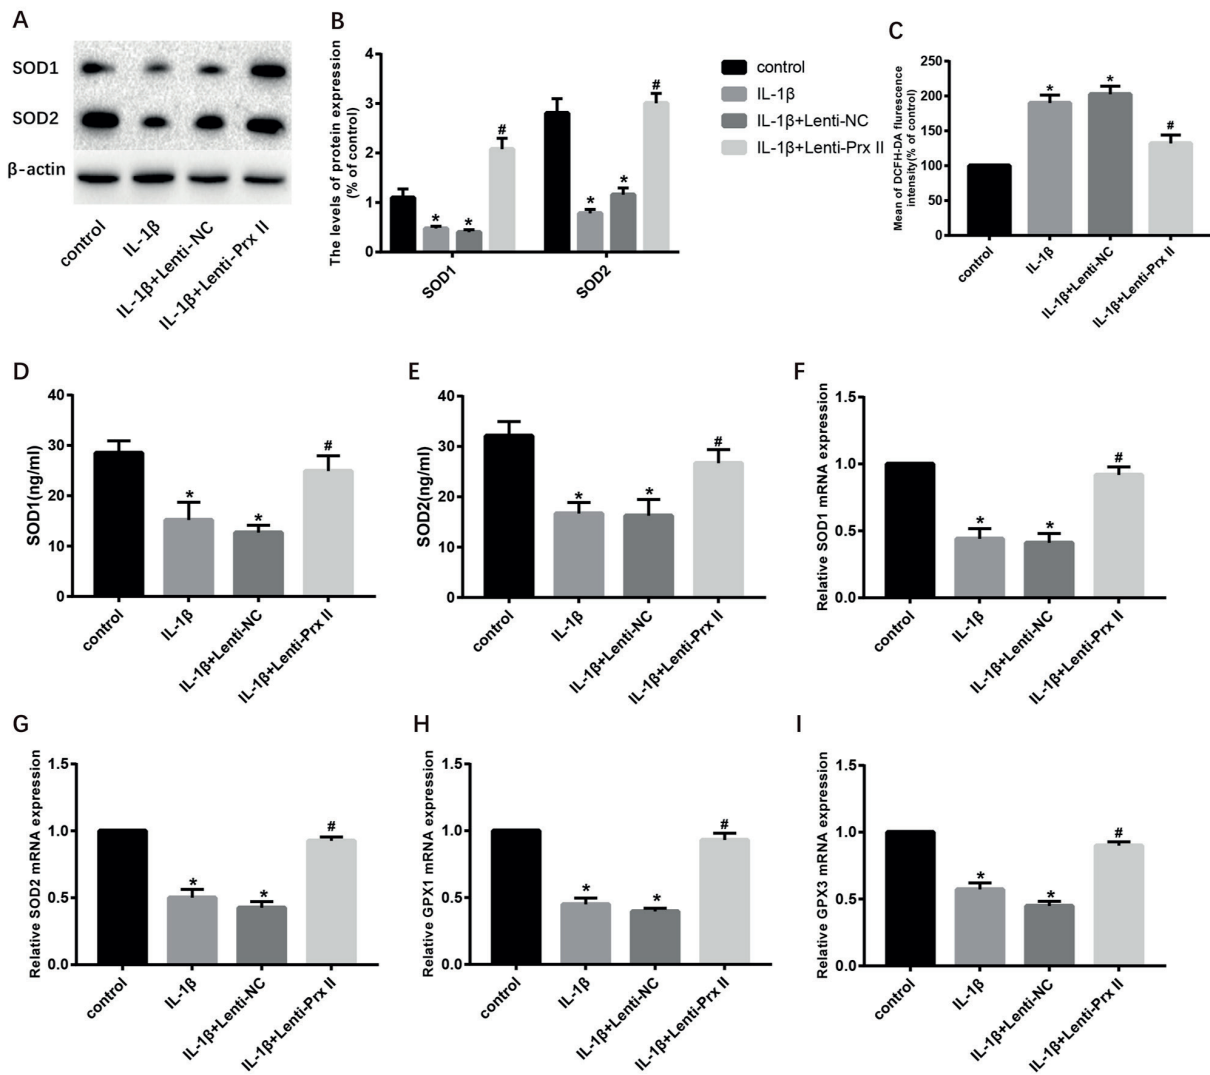 A
SOD1
SOD2
β-actin
control
IL-1β
IL-1β+Lenti-NC
IL-1β+Lenti-Prx II
B
The levels of protein expression
(% of control)
4
3
2
1
0
* * #
* * #
SOD1
SOD2
control
IL-1β
IL-1β+Lenti-NC
IL-1β+Lenti-Prx II
C
Mean of DCFH-DA flurescence
intensity(% of control)
250
200
150
100
50
0
* * #
control
IL-1β
IL-1β+Lenti-NC
IL-1β+Lenti-Prx II
D
SOD1(ng/ml)
40
30
20
10
0
* * #
control
IL-1β
IL-1β+Lenti-NC
IL-1β+Lenti-Prx II
E
SOD2(ng/ml)
40
30
20
10
0
* * #
control
IL-1β
IL-1β+Lenti-NC
IL-1β+Lenti-Prx II
F
Relative SOD1 mRNA expression
1.5
1.0
0.5
0.0
* * #
control
IL-1β
IL-1β+Lenti-NC
IL-1β+Lenti-Prx II
G
Relative SOD2 mRNA expression
1.5
1.0
0.5
0.0
* * #
control
IL-1β
IL-1β+Lenti-NC
IL-1β+Lenti-Prx II
H
Relative GPX1 mRNA expression
1.5
1.0
0.5
0.0
* * #
control
IL-1β
IL-1β+Lenti-NC
IL-1β+Lenti-Prx II
I
Relative GPX3 mRNA expression
1.5
1.0
0.5
0.0
* * #
control
IL-1β
IL-1β+Lenti-NC
IL-1β+Lenti-Prx II